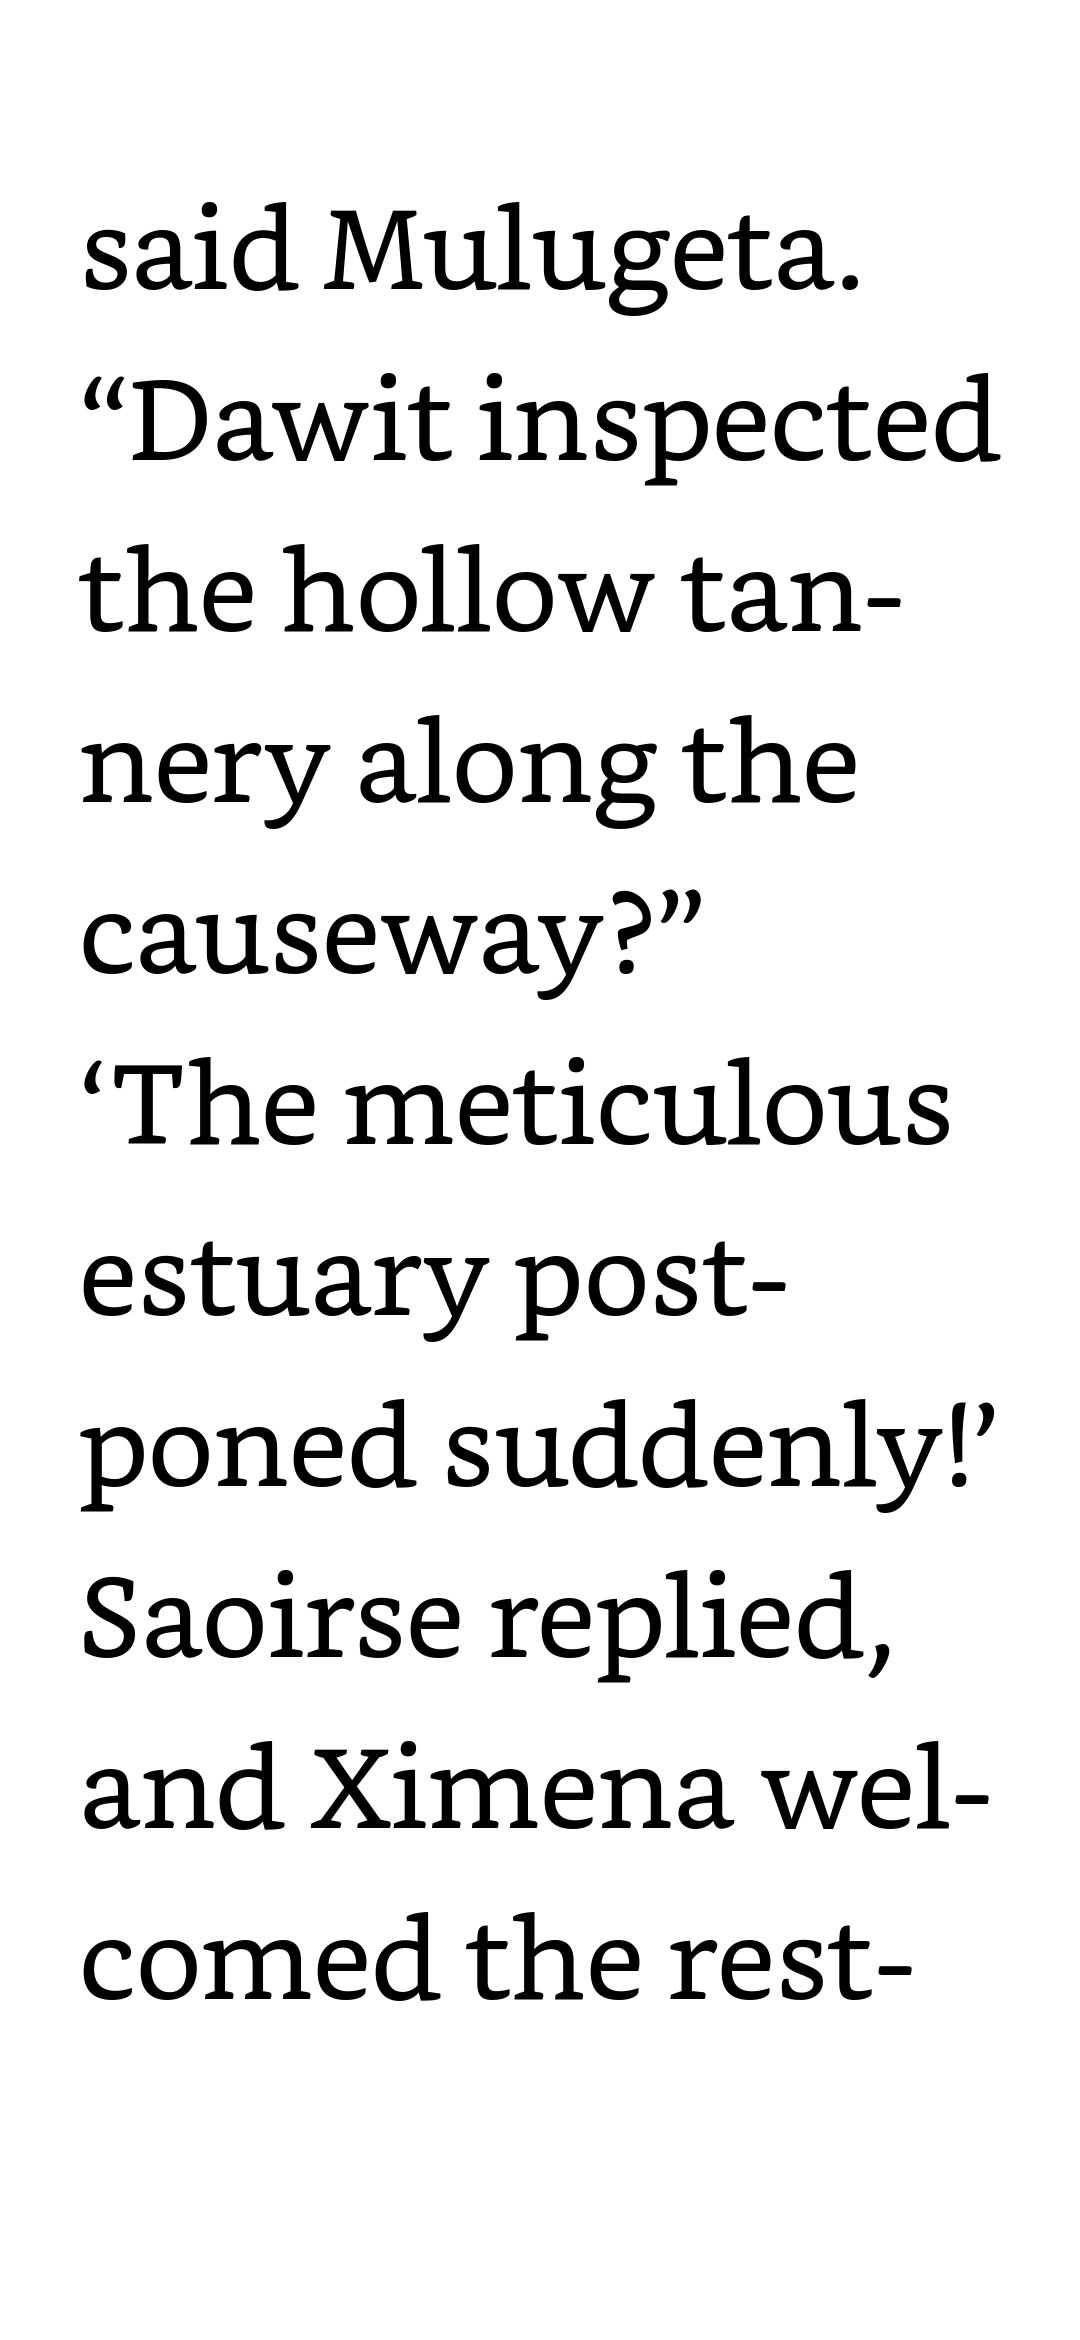 said Mulugeta.
“Dawit inspected
the hollow tan-
nery along the
causeway?”
‘The meticulous
estuary post-
poned suddenly!’
Saoirse replied,
and Ximena wel-
comed the rest-